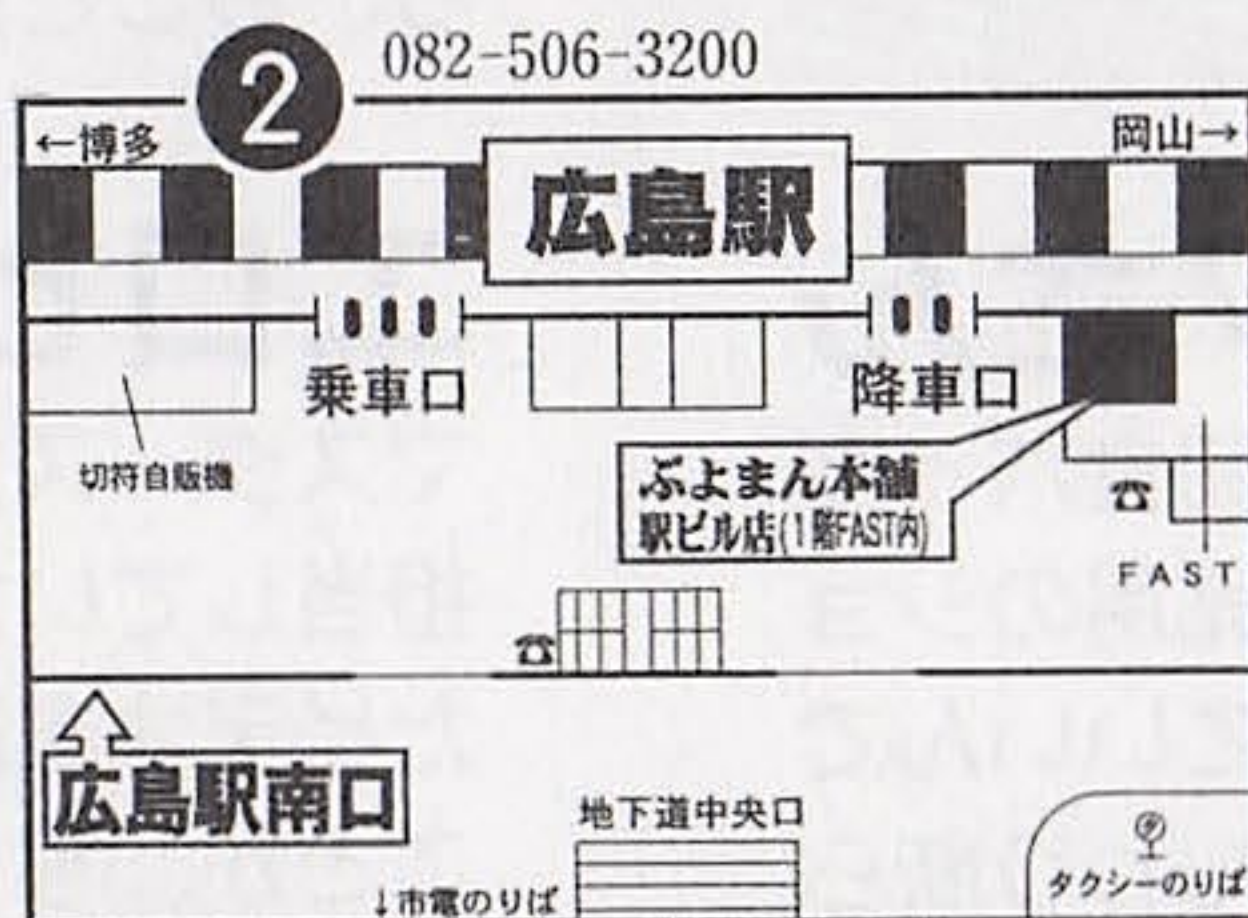 ② 082-506-3200
←博多
岡山→
広島駅
乗車口
降車口
切符自販機
ぷよまん本舗
駅ビル店(1階FAST内)
☎
FAST
☎
広島駅南口
地下道中央口
↓市電のりば
タ
タクシーのりば